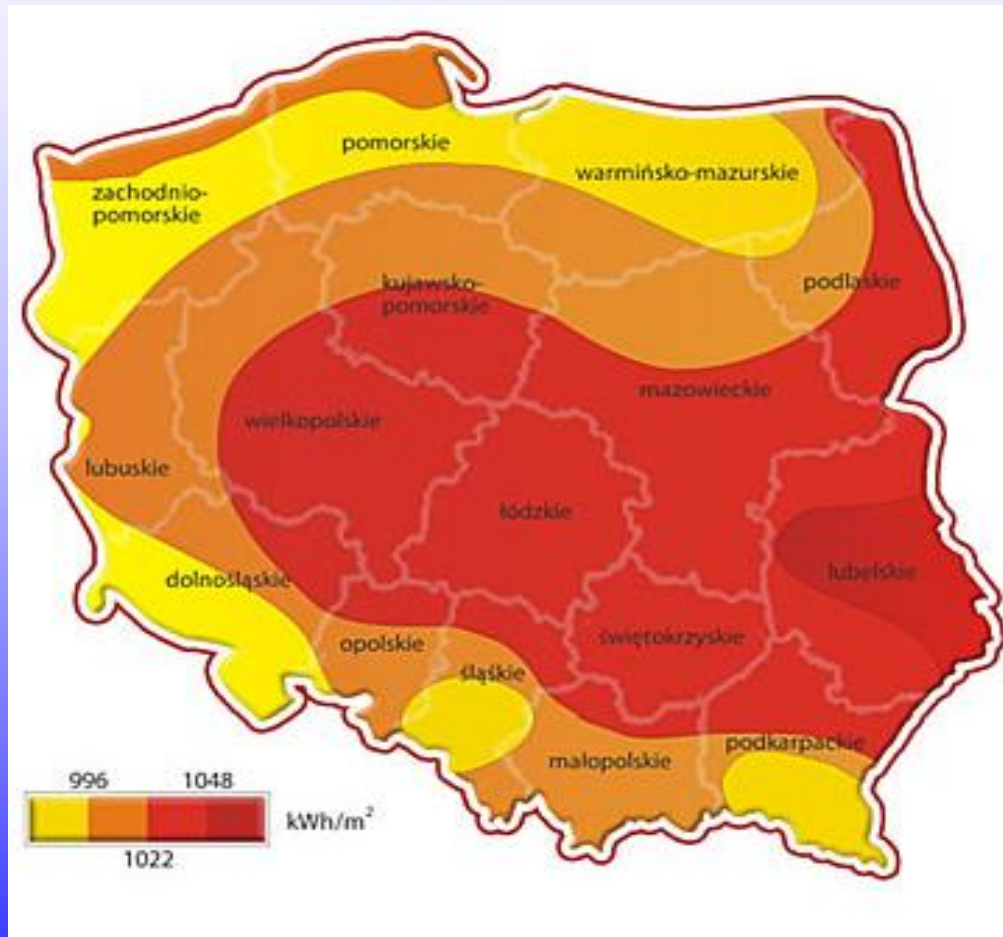 pomorskie
warmińsko-mazurskie
zachodnio-
pomorskie
kujawsko-
pomorskie
podlaskie
mazowieckie
wielkopolskie
lubuskie
łódzkie
lubelskie
dolnośląskie
opolskie
świętokrzyskie
śląskie
małopolskie
podkarpackie
996 1048
kWh/m²
1022